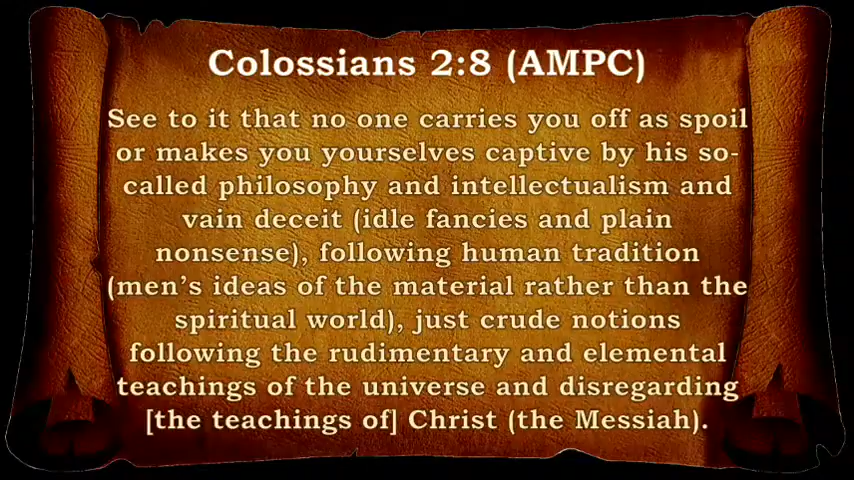 Colossians 2:8 (AMPC)
See to it that no one carries you off as spoil
or makes you yourselves captive by his so-
called philosophy and intellectualism and
vain deceit (idle fancies and plain
nonsense), following human tradition
(men’s ideas of the material rather than the
spiritual world), just crude notions
following the rudimentary and elemental
teachings of the universe and disregarding
[the teachings of] Christ (the Messiah).